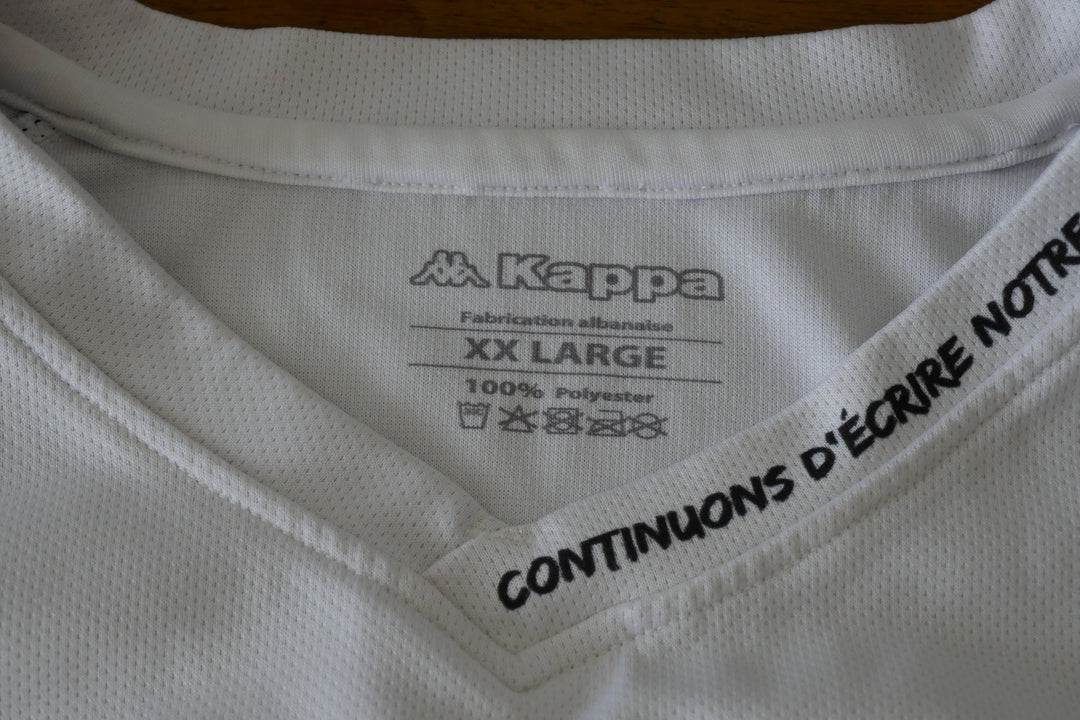 Kappa
Fabrication albanaise
XX LARGE
100% Polyester
CONTINUONS D'ÉCRIRE NOTRE